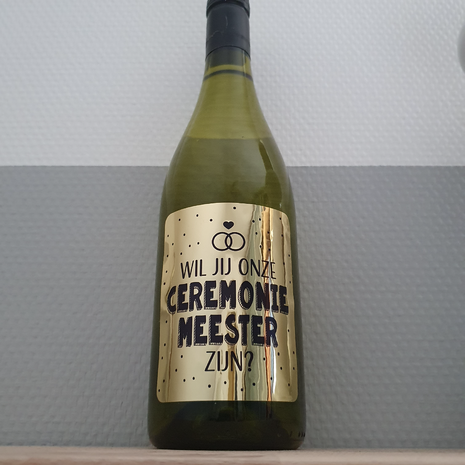 WIL JIJ ONZE
CEREMONIE
MEESTER
ZIJN?